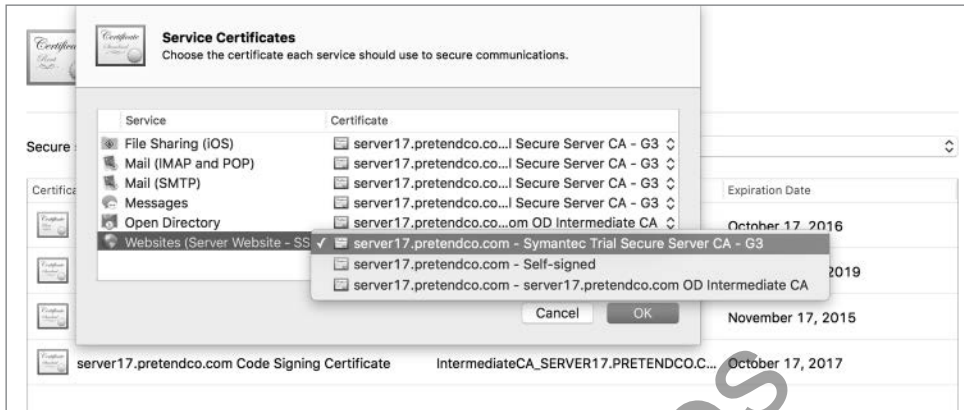 Service Certificates
Choose the certificate each service should use to secure communications.
Service Certificate
File Sharing (iOS) server17.pretendco.co...l Secure Server CA - G3
Mail (IMAP and POP) server17.pretendco.co...l Secure Server CA - G3
Mail (SMTP) server17.pretendco.co...l Secure Server CA - G3
Messages server17.pretendco.co...l Secure Server CA - G3
Open Directory server17.pretendco.co...om OD Intermediate CA
Websites (Server Website - SS ✓ server17.pretendco.com - Symantec Trial Secure Server CA - G3
server17.pretendco.com - Self-signed
server17.pretendco.com - server17.pretendco.com OD Intermediate CA
Cancel OK
Secure
Certifica Expiration Date
October 17, 2016
2019
November 17, 2015
server17.pretendco.com Code Signing Certificate IntermediateCA_SERVER17.PRETENDCO.C... October 17, 2017